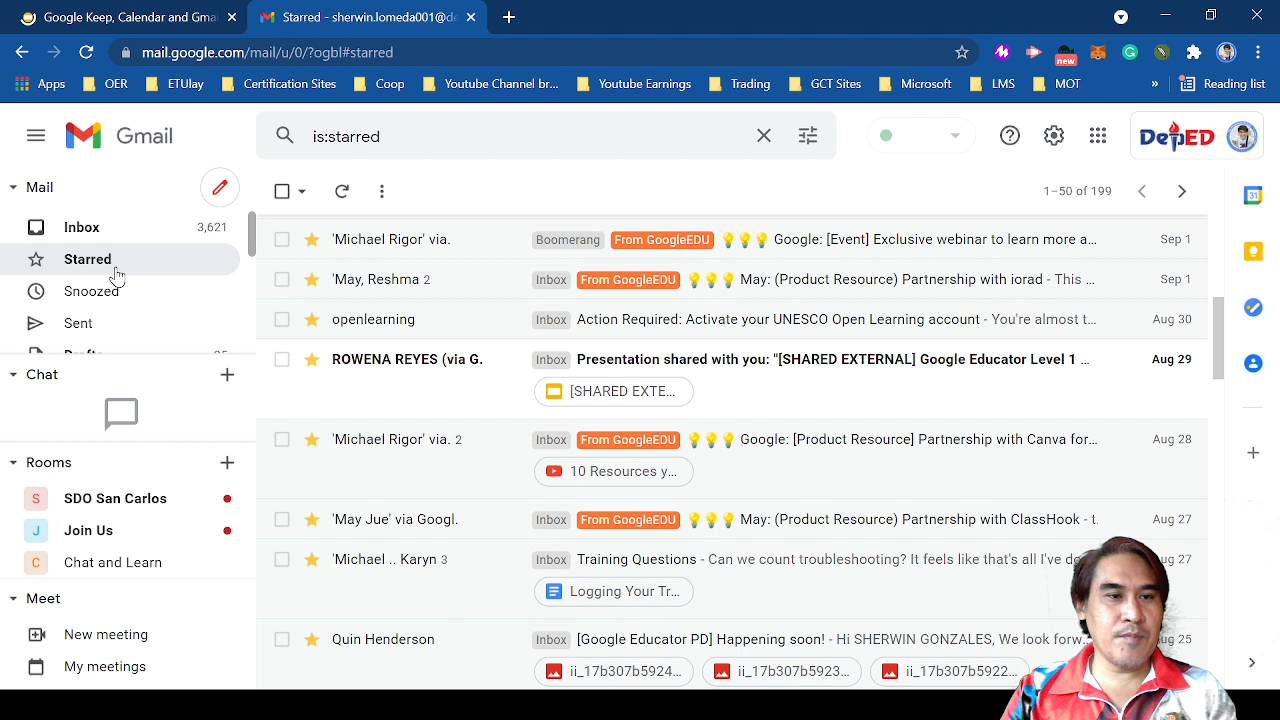 Google Keep, Calendar and Gmai
Starred - sherwin.lomeda001@de
mail.google.com/mail/u/0/?ogbl#starred
new
Apps
OER
ETUlay
Certification Sites
Coop
Youtube Channel br...
Youtube Earnings
Trading
GCT Sites
Microsoft
LMS
MOT
»
Reading list
Gmail
is:starred
DepED
Mail
1–50 of 199
Inbox 3,621
Starred
Snoozed
Sent
Drafts
Chat
Rooms
S SDO San Carlos
J Join Us
C Chat and Learn
Meet
New meeting
My meetings
'Michael Rigor' via. Boomerang From GoogleEDU Google: [Event] Exclusive webinar to learn more a... Sep 1
'May, Reshma 2 Inbox From GoogleEDU May: (Product Resource) Partnership with iorad - This ... Sep 1
openlearning Inbox Action Required: Activate your UNESCO Open Learning account - You're almost t... Aug 30
ROWENA REYES (via G. Inbox Presentation shared with you: "[SHARED EXTERNAL] Google Educator Level 1 ... Aug 29
[SHARED EXTE...
'Michael Rigor' via. 2 Inbox From GoogleEDU Google: [Product Resource] Partnership with Canva for... Aug 28
10 Resources y...
'May Jue' via Googl. Inbox From GoogleEDU May: (Product Resource) Partnership with ClassHook - t. Aug 27
'Michael .. Karyn 3 Inbox Training Questions - Can we count troubleshooting? It feels like that's all I've do 27
Logging Your Tr...
Quin Henderson Inbox [Google Educator PD] Happening soon! - Hi SHERWIN GONZALES, We look forw... 25
ii_17b307b5924...
ii_17b307b5923...
ii_17b307b5922...
31